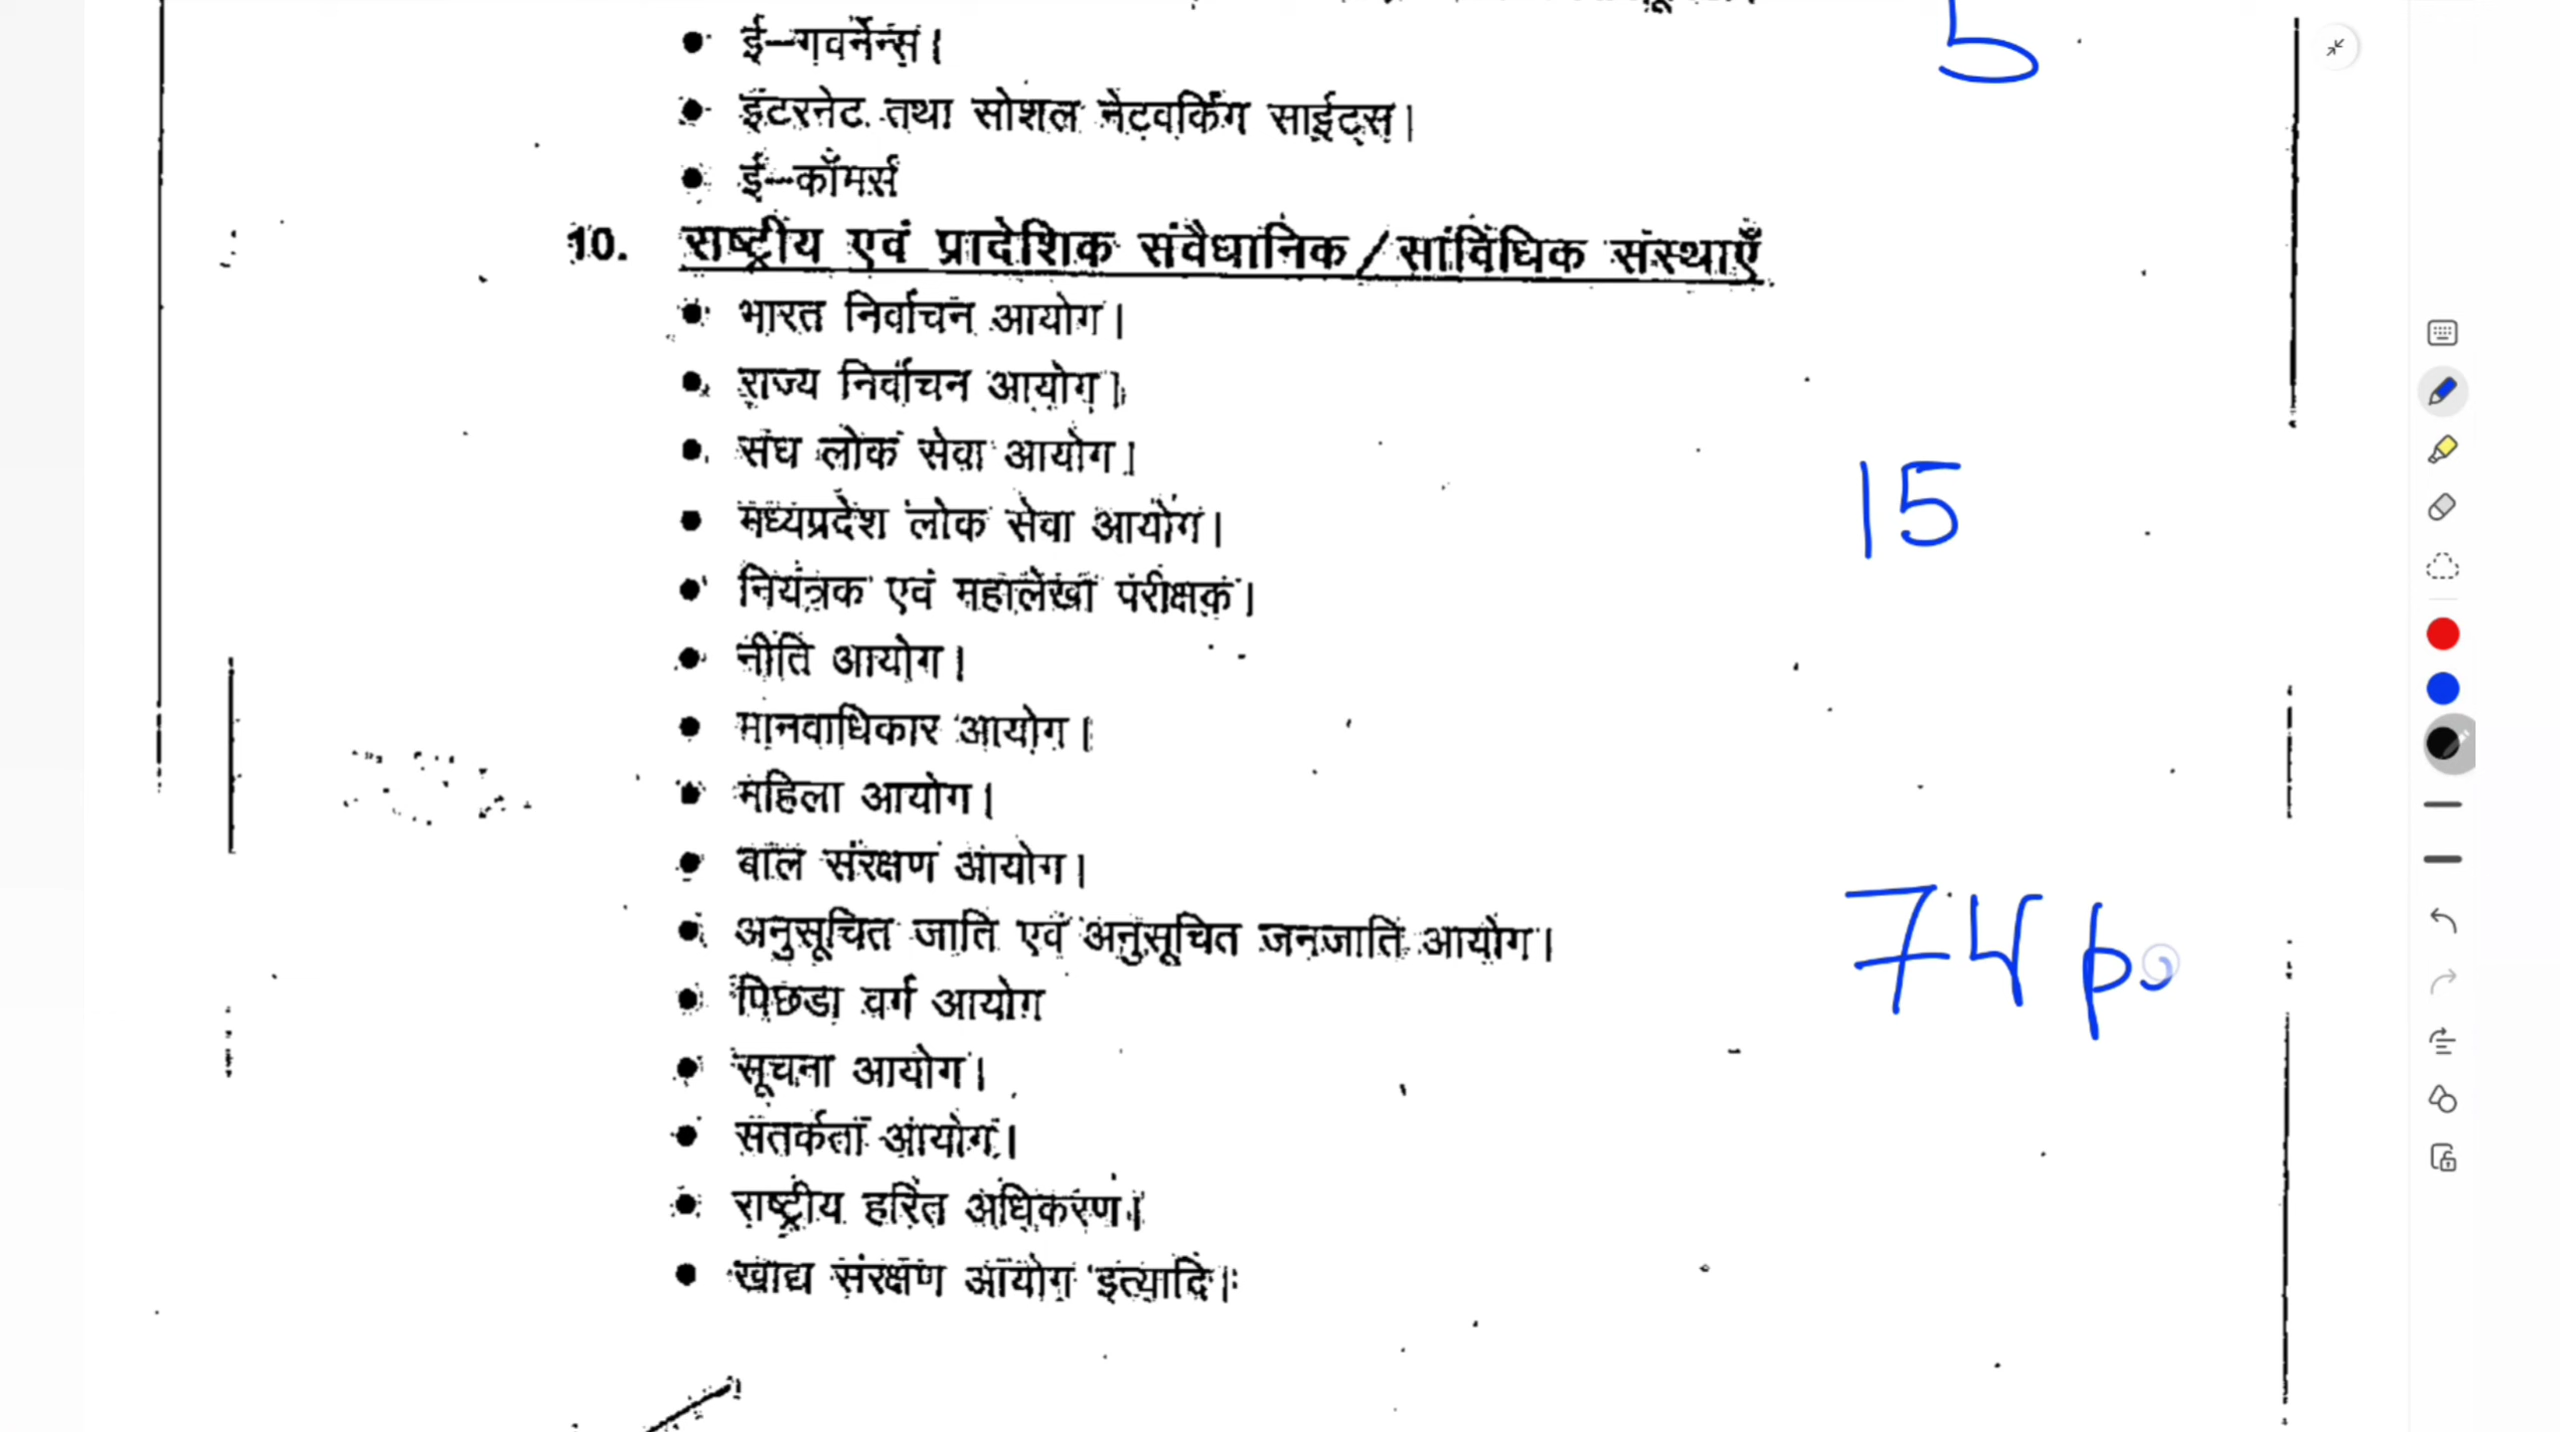 5
● ई–गवर्नेन्स।
● इंटरनेट तथा सोशल नेटवर्किंग साईट्स।
● ई–कॉमर्स
10. राष्ट्रीय एवं प्रादेशिक संवैधानिक/सांविधिक संस्थाएँ
● भारत निर्वाचन आयोग।
● राज्य निर्वाचन आयोग।
● संघ लोक सेवा आयोग।
● मध्यप्रदेश लोक सेवा आयोग।
15
● नियंत्रक एवं महालेखा परीक्षक।
● नीति आयोग।
● मानवाधिकार आयोग।
● महिला आयोग।
● बाल संरक्षण आयोग।
● अनुसूचित जाति एवं अनुसूचित जनजाति आयोग।
74 po
● पिछडा वर्ग आयोग
● सूचना आयोग।
● सतर्कता आयोग।
● राष्ट्रीय हरित अधिकरण।
● खाद्य संरक्षण आयोग इत्यादि।